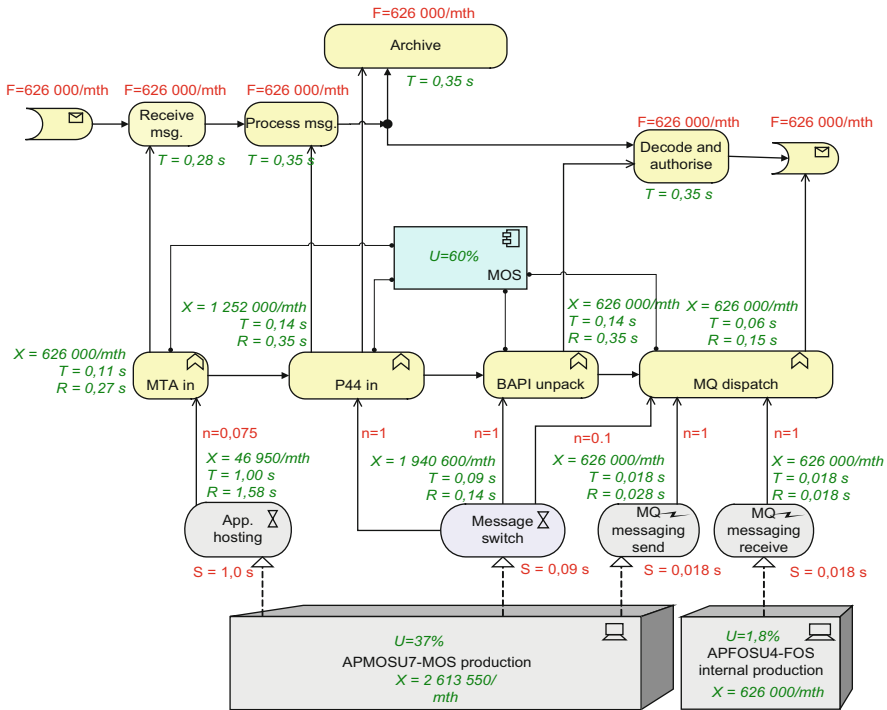 F=626 000/mth
Archive
T = 0,35 s
F=626 000/mth
F=626 000/mth
F=626 000/mth
Receive
msg.
Process msg.
T = 0,28 s
T = 0,35 s
F=626 000/mth
F=626 000/mth
Decode and
authorise
T = 0,35 s
U=60%
MOS
X = 626 000/mth
T = 0,11 s
R = 0,27 s
X = 1 252 000/mth
T = 0,14 s
R = 0,35 s
X = 626 000/mth
T = 0,14 s
R = 0,35 s
X = 626 000/mth
T = 0,06 s
R = 0,15 s
MTA in
P44 in
BAPI unpack
MQ dispatch
n=0,075
n=1
n=1
n=0.1
n=1
n=1
X = 46 950/mth
T = 1,00 s
R = 1,58 s
X = 1 940 600/mth
T = 0,09 s
R = 0,14 s
X = 626 000/mth
T = 0,018 s
R = 0,028 s
X = 626 000/mth
T = 0,018 s
R = 0,018 s
App.
hosting
Message
switch
MQ
messaging
send
MQ
messaging
receive
S = 1,0 s
S = 0,09 s
S = 0,018 s
S = 0,018 s
U=37%
APMOSU7-MOS production
X = 2 613 550/
mth
U=1,8%
APFOSU4-FOS
internal production
X = 626 000/mth